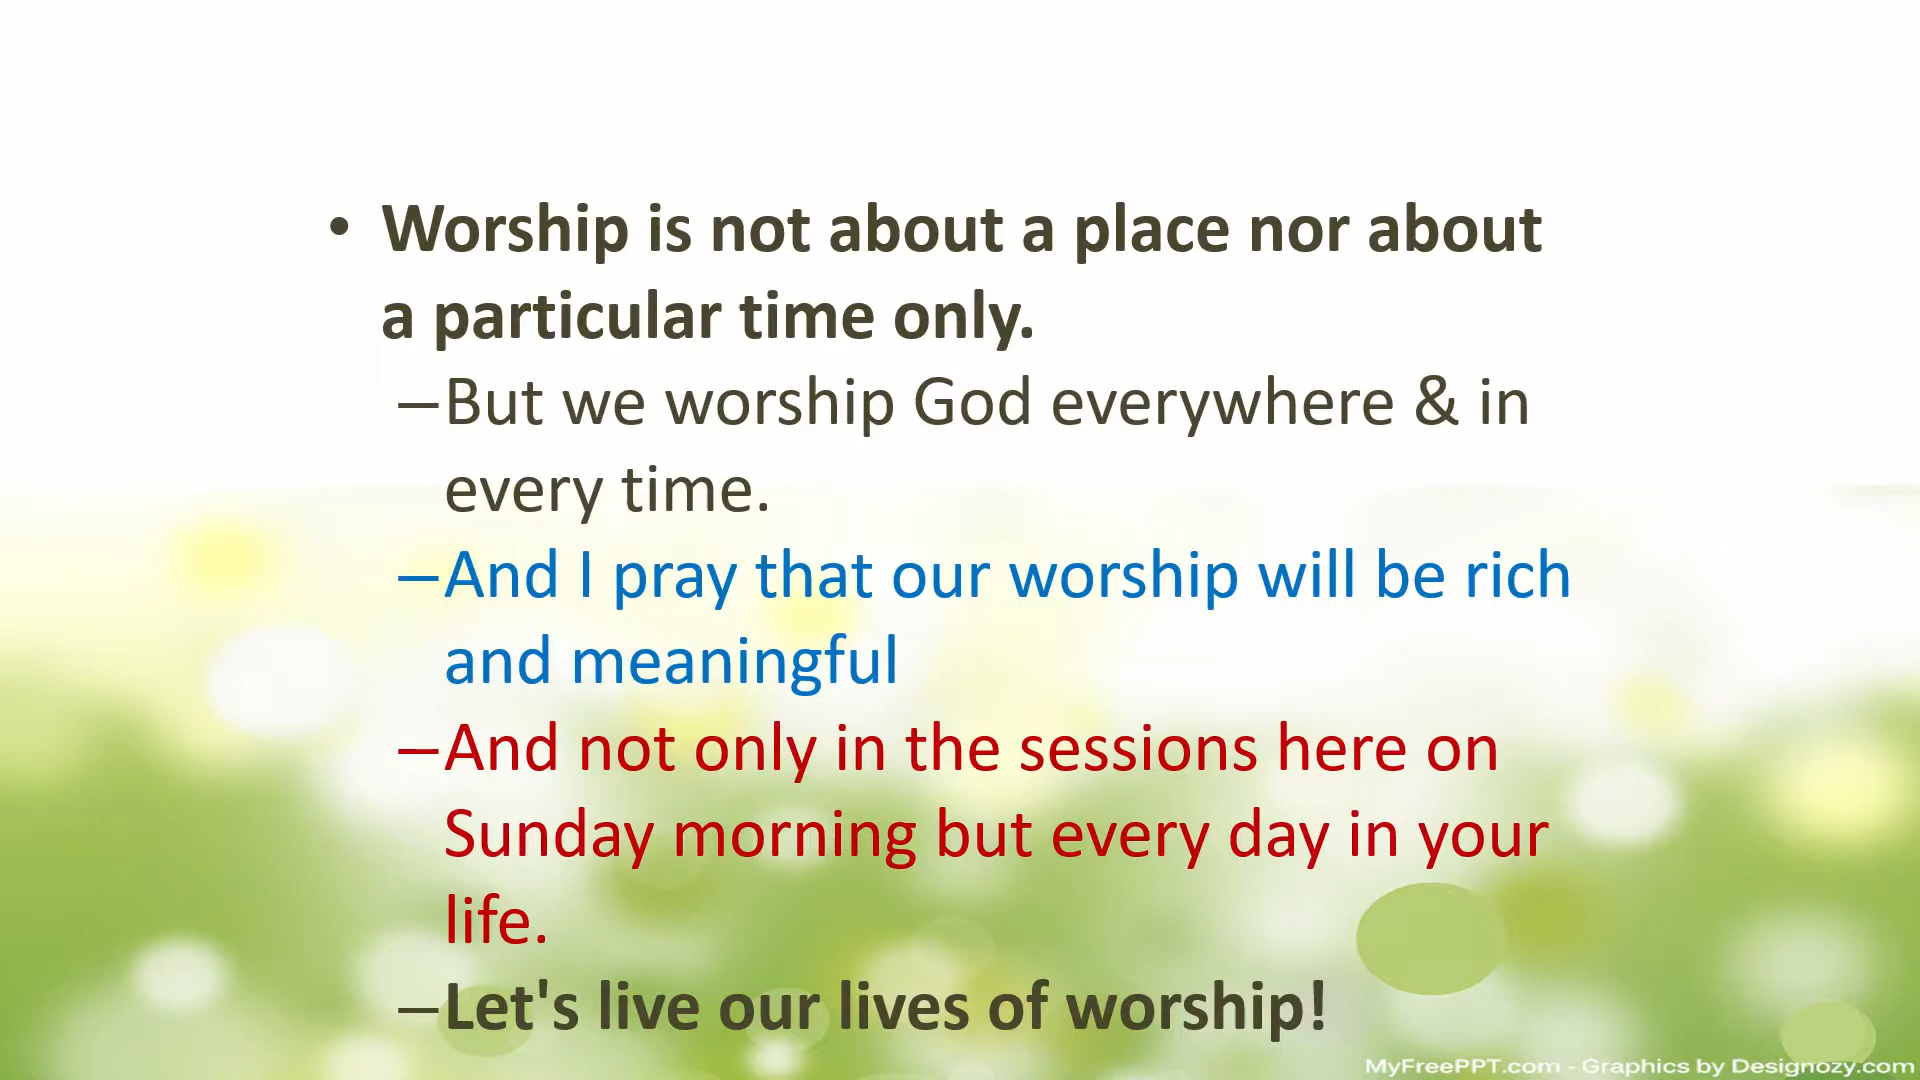 • Worship is not about a place nor about
a particular time only.
–But we worship God everywhere & in
every time.
–And I pray that our worship will be rich
and meaningful
–And not only in the sessions here on
Sunday morning but every day in your
life.
–Let's live our lives of worship!
MyFreePPT.com - Graphics by Designozy.com